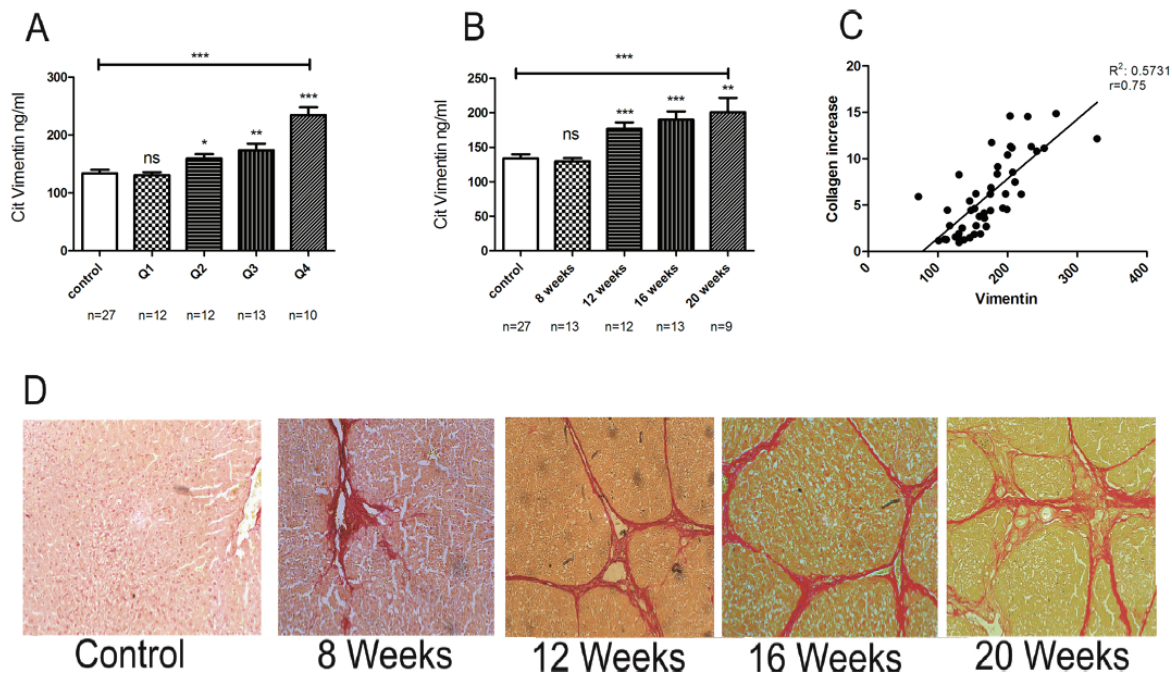 A
***
Cit Vimentin ng/ml
300
200
100
0
ns
*
**
***
control
Q1
Q2
Q3
Q4
n=27
n=12
n=12
n=13
n=10
B
***
Cit Vimentin ng/ml
250
200
150
100
50
0
ns
***
***
**
control
8 weeks
12 weeks
16 weeks
20 weeks
n=27
n=13
n=12
n=13
n=9
C
R²: 0.5731
r=0.75
Collagen increase
20
15
10
5
0
0
100
200
300
400
Vimentin
D
Control
8 Weeks
12 Weeks
16 Weeks
20 Weeks